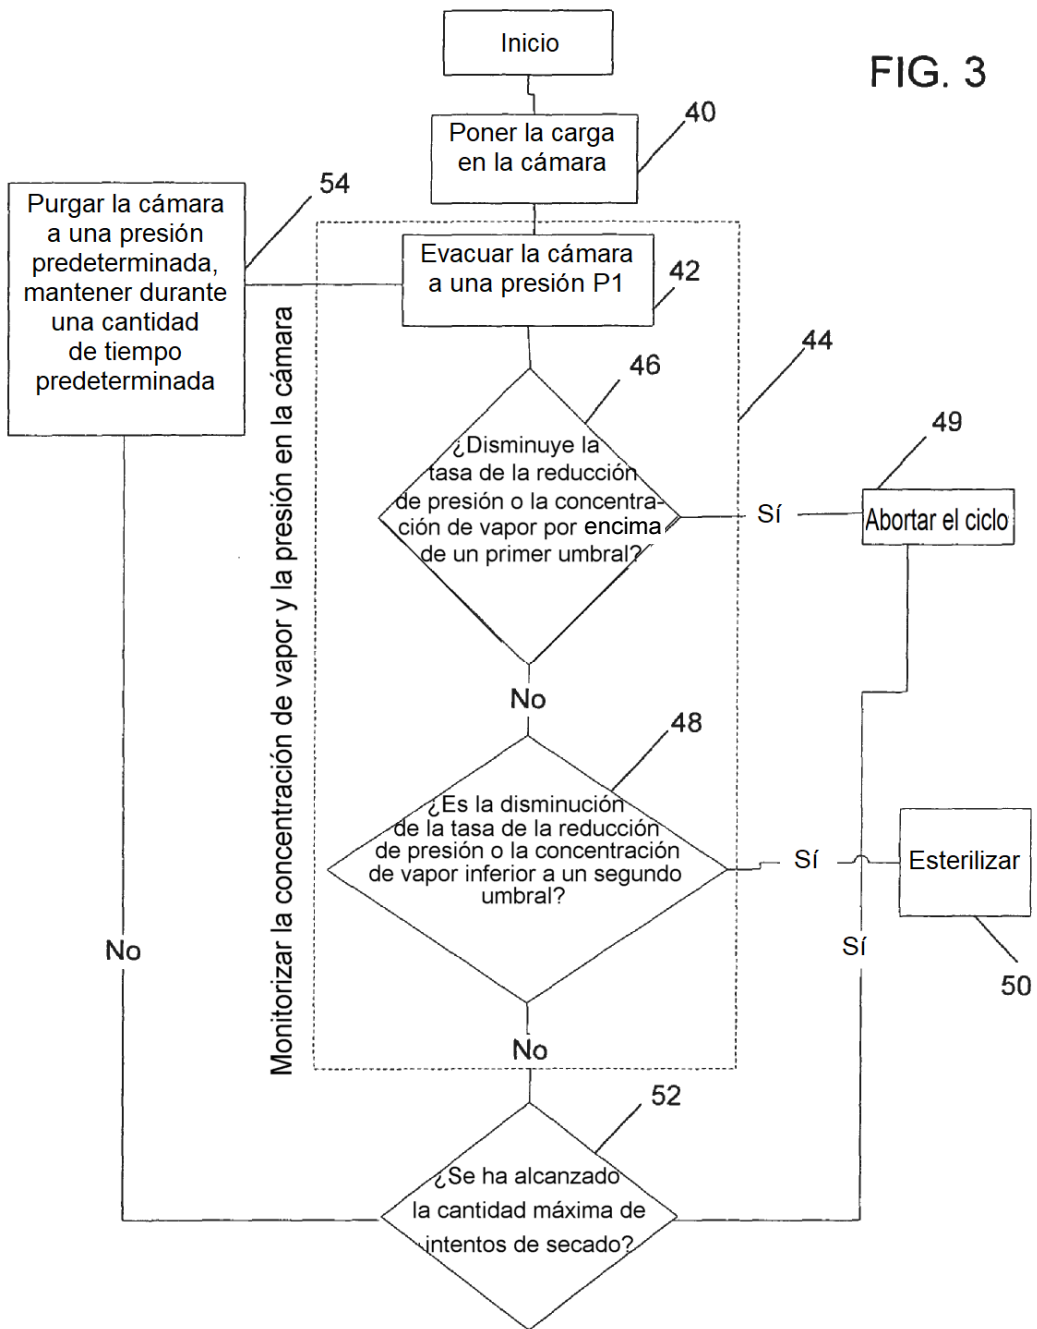 Inicio
FIG. 3
40
Poner la carga
en la cámara
54
Purgar la cámara
a una presión
predeterminada,
mantener durante
una cantidad
de tiempo
predeterminada
Evacuar la cámara
a una presión P1
42
44
Monitorizar la concentración de vapor y la presión en la cámara
46
¿Disminuye la
tasa de la reducción
de presión o la concentra-
ción de vapor por encima
de un primer umbral?
Sí
49
Abortar el ciclo
No
48
¿Es la disminución
de la tasa de la reducción
de presión o la concentración
de vapor inferior a un segundo
umbral?
Sí
Esterilizar
50
No
Sí
No
52
¿Se ha alcanzado
la cantidad máxima de
intentos de secado?